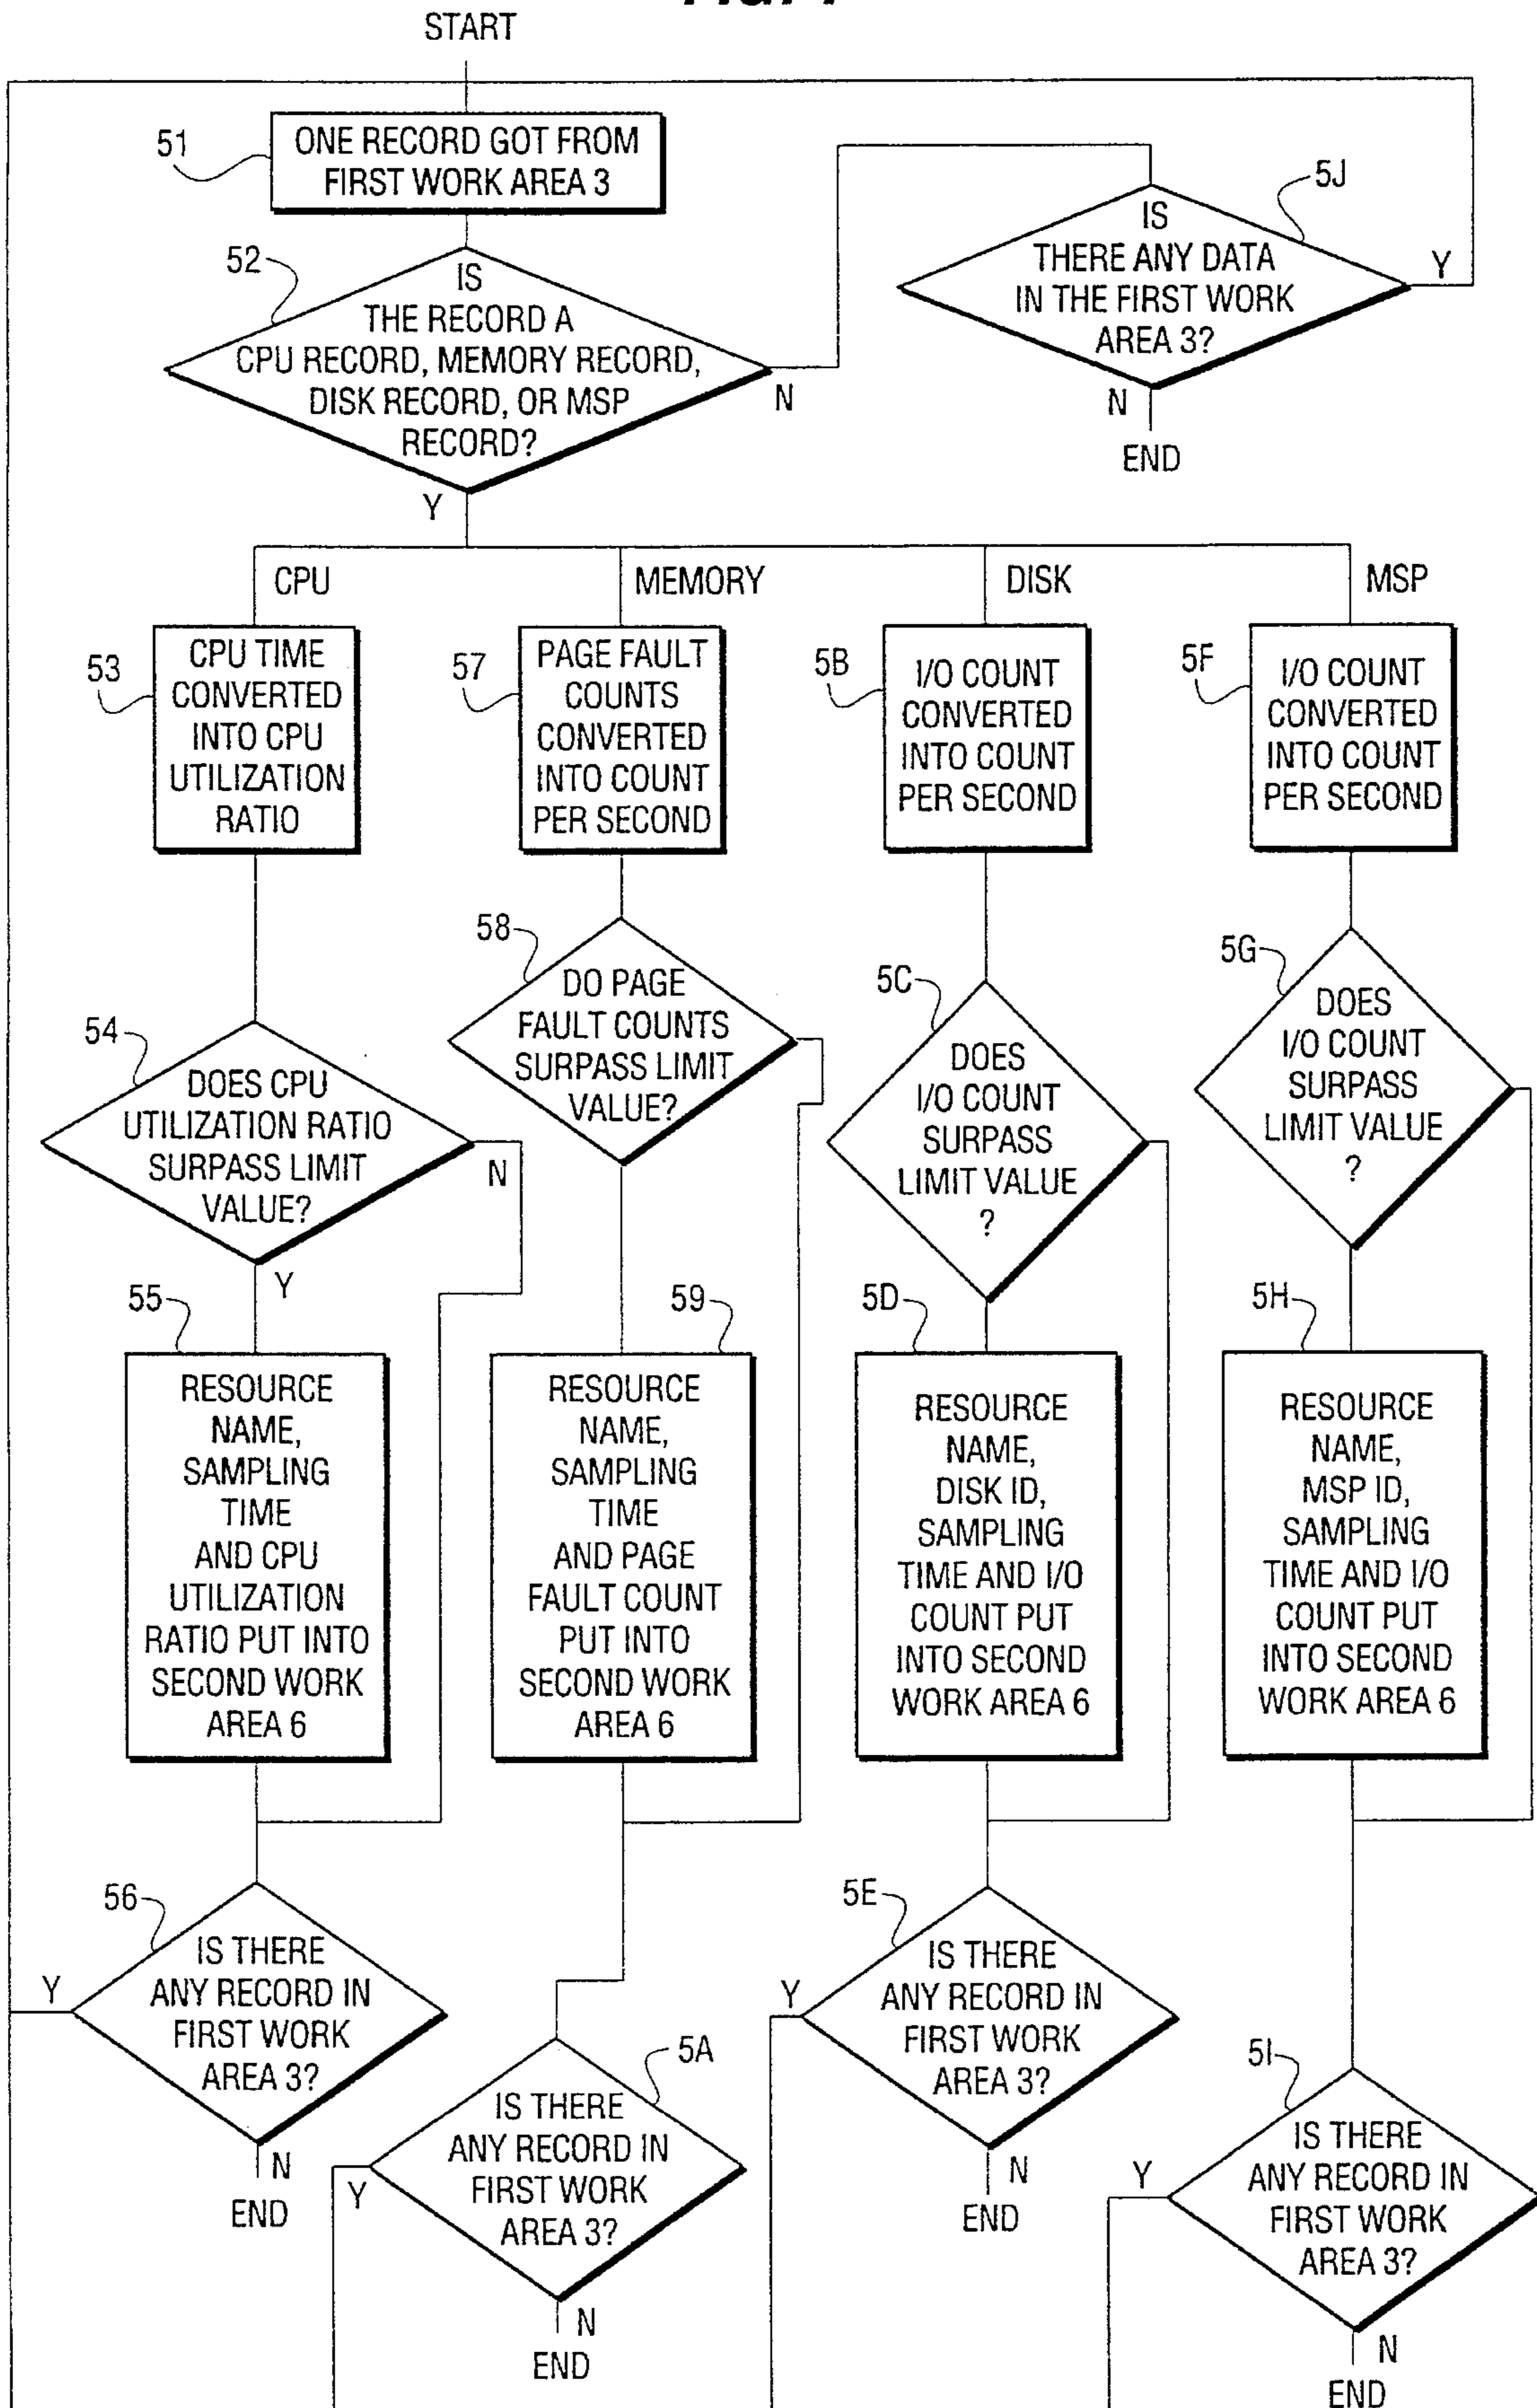 START
51
ONE RECORD GOT FROM
FIRST WORK AREA 3
52
IS
THE RECORD A
CPU RECORD, MEMORY RECORD,
DISK RECORD, OR MSP
RECORD?
N
Y
5J
IS
THERE ANY DATA
IN THE FIRST WORK
AREA 3?
Y
N
END
CPU
MEMORY
DISK
MSP
53
CPU TIME
CONVERTED
INTO CPU
UTILIZATION
RATIO
57
PAGE FAULT
COUNTS
CONVERTED
INTO COUNT
PER SECOND
5B
I/O COUNT
CONVERTED
INTO COUNT
PER SECOND
5F
I/O COUNT
CONVERTED
INTO COUNT
PER SECOND
54
DOES CPU
UTILIZATION RATIO
SURPASS LIMIT
VALUE?
N
Y
58
DO PAGE
FAULT COUNTS
SURPASS LIMIT
VALUE?
5C
DOES
I/O COUNT
SURPASS
LIMIT VALUE
?
5G
DOES
I/O COUNT
SURPASS
LIMIT VALUE
?
55
RESOURCE
NAME,
SAMPLING
TIME
AND CPU
UTILIZATION
RATIO PUT INTO
SECOND WORK
AREA 6
59
RESOURCE
NAME,
SAMPLING
TIME
AND PAGE
FAULT COUNT
PUT INTO
SECOND WORK
AREA 6
5D
RESOURCE
NAME,
DISK ID,
SAMPLING
TIME AND I/O
COUNT PUT
INTO SECOND
WORK AREA 6
5H
RESOURCE
NAME,
MSP ID,
SAMPLING
TIME AND I/O
COUNT PUT
INTO SECOND
WORK AREA 6
56
IS THERE
ANY RECORD IN
FIRST WORK
AREA 3?
Y
N
END
5A
IS THERE
ANY RECORD IN
FIRST WORK
AREA 3?
Y
N
END
5E
IS THERE
ANY RECORD IN
FIRST WORK
AREA 3?
Y
N
END
5I
IS THERE
ANY RECORD IN
FIRST WORK
AREA 3?
Y
N
END